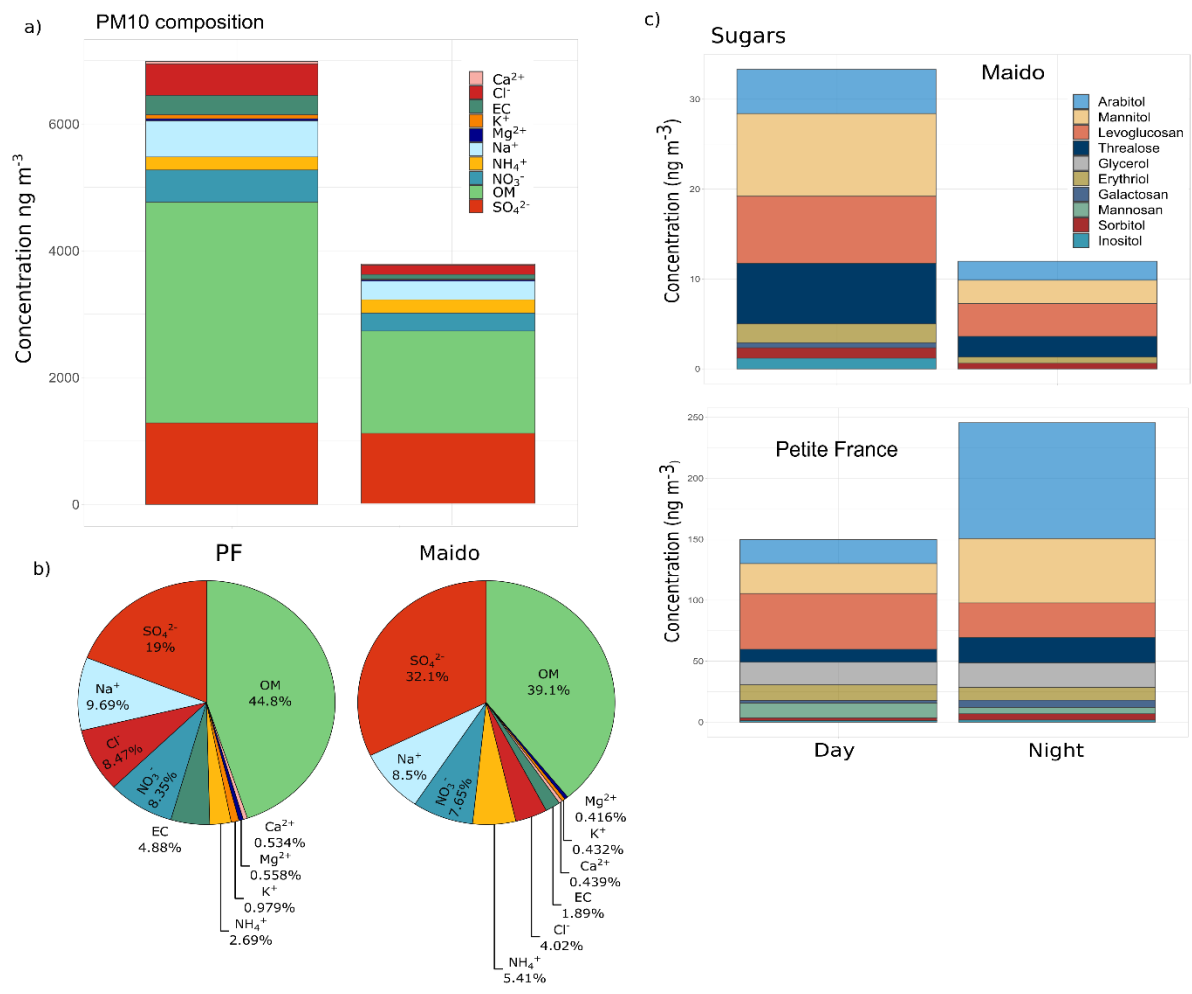 a)
PM10 composition
Concentration ng m⁻³
6000
4000
2000
0
Ca²⁺
Cl⁻
EC
K⁺
Mg²⁺
Na⁺
NH₄⁺
NO₃⁻
OM
SO₄²⁻
PF
Maido
b)
SO₄²⁻
19%
OM
44.8%
Na⁺
9.69%
Cl⁻
8.47%
NO₃⁻
8.35%
EC
4.88%
Ca²⁺
0.534%
Mg²⁺
0.558%
K⁺
0.979%
NH₄⁺
2.69%
SO₄²⁻
32.1%
OM
39.1%
Na⁺
8.5%
NO₃⁻
7.65%
Mg²⁺
0.416%
K⁺
0.432%
Ca²⁺
0.439%
EC
1.89%
Cl⁻
4.02%
NH₄⁺
5.41%
c)
Sugars
Maido
Concentration (ng m⁻³)
30
20
10
0
Arabitol
Mannitol
Levoglucosan
Threalose
Glycerol
Erythriol
Galactosan
Mannosan
Sorbitol
Inositol
Petite France
Concentration (ng m⁻³)
250
200
150
100
50
0
Day
Night